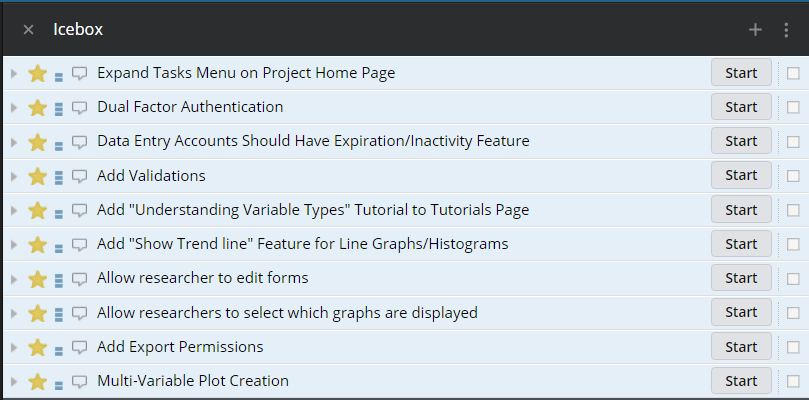 Icebox
Expand Tasks Menu on Project Home Page Start
Dual Factor Authentication Start
Data Entry Accounts Should Have Expiration/Inactivity Feature Start
Add Validations Start
Add "Understanding Variable Types" Tutorial to Tutorials Page Start
Add "Show Trend line" Feature for Line Graphs/Histograms Start
Allow researcher to edit forms Start
Allow researchers to select which graphs are displayed Start
Add Export Permissions Start
Multi-Variable Plot Creation Start